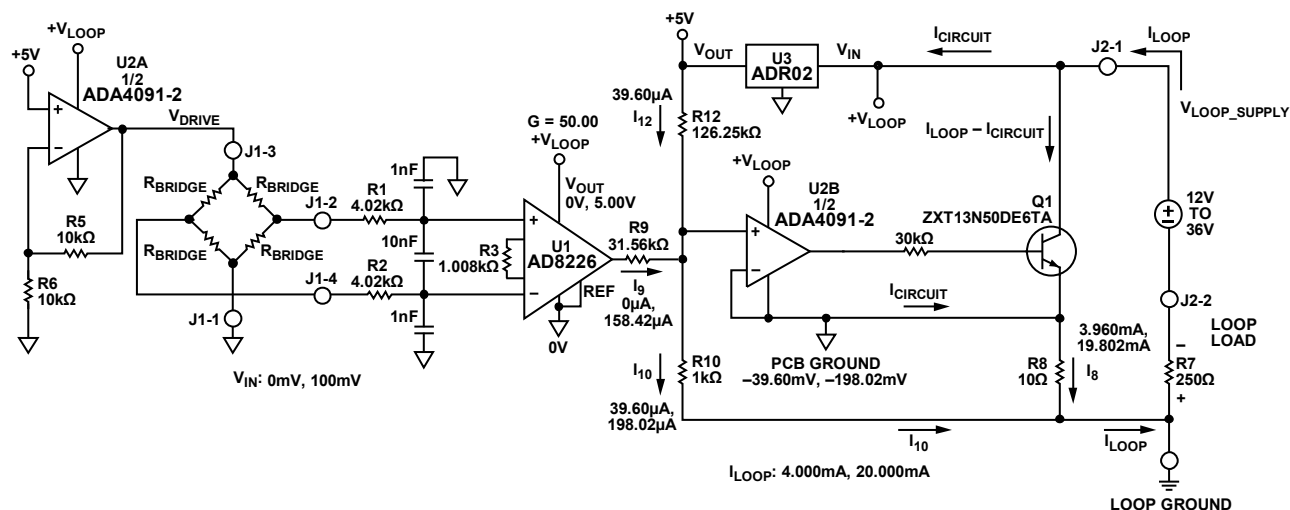 +5V
+VLOOP
U2A
1/2
ADA4091-2
+
−
VDRIVE
J1-3
RBRIDGE
RBRIDGE
RBRIDGE
RBRIDGE
R5
10kΩ
R6
10kΩ
J1-1
J1-2
J1-4
R1
4.02kΩ
R2
4.02kΩ
1nF
10nF
1nF
VIN: 0mV, 100mV
G = 50.00
+VLOOP
VOUT
0V, 5.00V
+
−
R3
1.008kΩ
U1
AD8226
REF
0V
R9
31.56kΩ
I9
0µA,
158.42µA
+5V
VOUT
U3
ADR02
VIN
39.60µA
I12
R12
126.25kΩ
+VLOOP
ICIRCUIT
ILOOP
J2-1
VLOOP_SUPPLY
ILOOP – ICIRCUIT
+VLOOP
U2B
1/2
ADA4091-2
+
−
30kΩ
Q1
ZXT13N50DE6TA
12V
TO
36V
+
−
ICIRCUIT
J2-2
LOOP
LOAD
PCB GROUND
–39.60mV, –198.02mV
3.960mA,
19.802mA
R8
10Ω
I8
−
R7
250Ω
+
I10
R10
1kΩ
39.60µA,
198.02µA
I10
ILOOP
ILOOP: 4.000mA, 20.000mA
LOOP GROUND